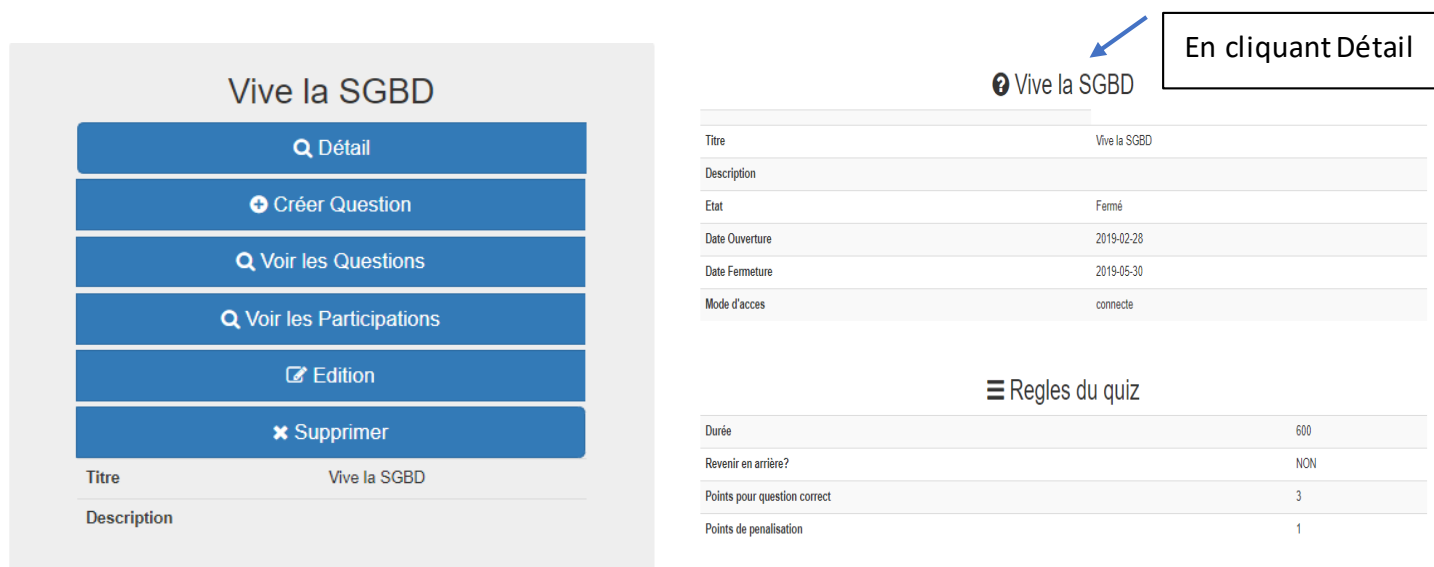 Vive la SGBD
Détail
Créer Question
Voir les Questions
Voir les Participations
Edition
Supprimer
Titre Vive la SGBD
Description
En cliquant Détail
Vive la SGBD
Titre Vive la SGBD
Description
Etat Fermé
Date Ouverture 2019-02-28
Date Fermeture 2019-05-30
Mode d'acces connecte
Regles du quiz
Durée 600
Revenir en arrière? NON
Points pour question correct 3
Points de penalisation 1